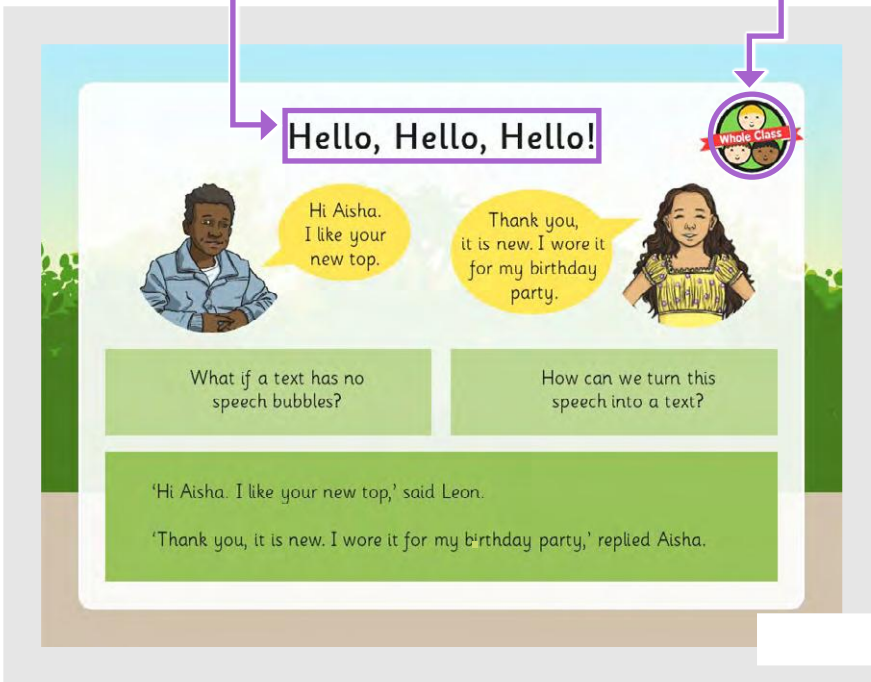 Hello, Hello, Hello!
Whole Class
Hi Aisha.
I like your
new top.
Thank you,
it is new. I wore it
for my birthday
party.
What if a text has no
speech bubbles?
How can we turn this
speech into a text?
‘Hi Aisha. I like your new top,’ said Leon.
‘Thank you, it is new. I wore it for my birthday party,’ replied Aisha.